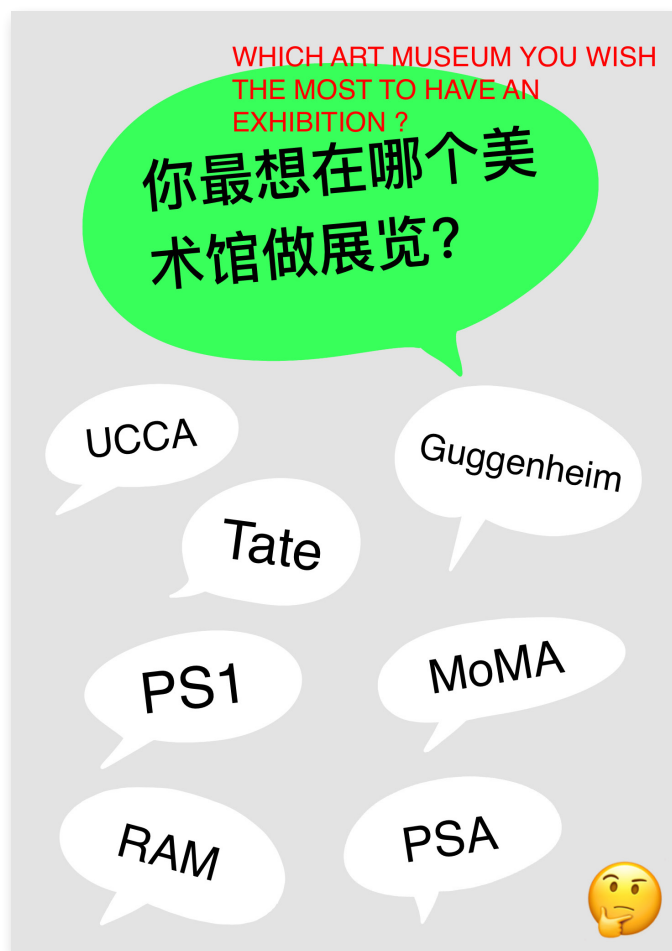 WHICH ART MUSEUM YOU WISH
THE MOST TO HAVE AN
EXHIBITION ?
你最想在哪个美
术馆做展览?
UCCA
Guggenheim
Tate
PS1
MoMA
RAM
PSA